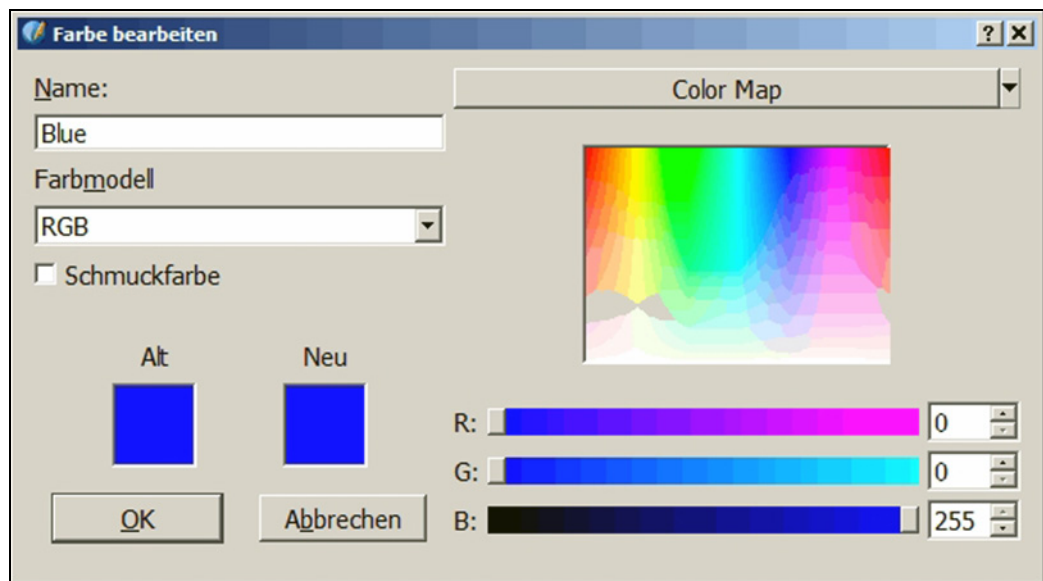 Farbe bearbeiten
Name:
Blue
Farbmodell
RGB
Schmuckfarbe
Alt Neu
OK Abbrechen
Color Map
R: 0
G: 0
B: 255